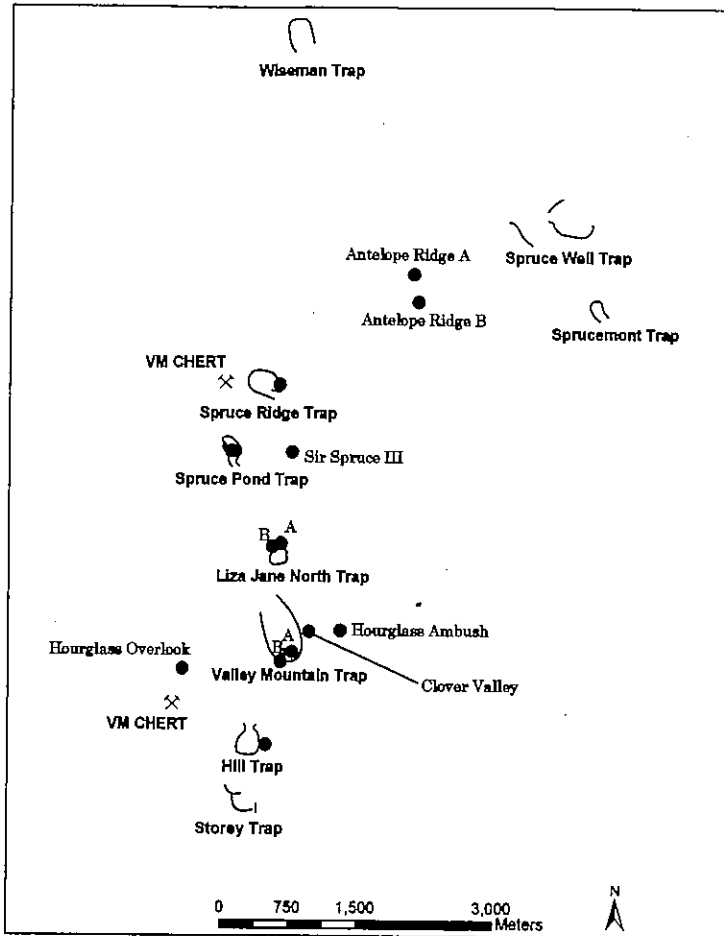 Wiseman Trap
Antelope Ridge A
Spruce Well Trap
Antelope Ridge B
Sprucemont Trap
VM CHERT
Spruce Ridge Trap
Sir Spruce III
Spruce Pond Trap
B
A
Liza Jane North Trap
Hourglass Ambush
A
B
Hourglass Overlook
Valley Mountain Trap
Clover Valley
VM CHERT
Hill Trap
Storey Trap
N
0 750 1,500 3,000
Meters